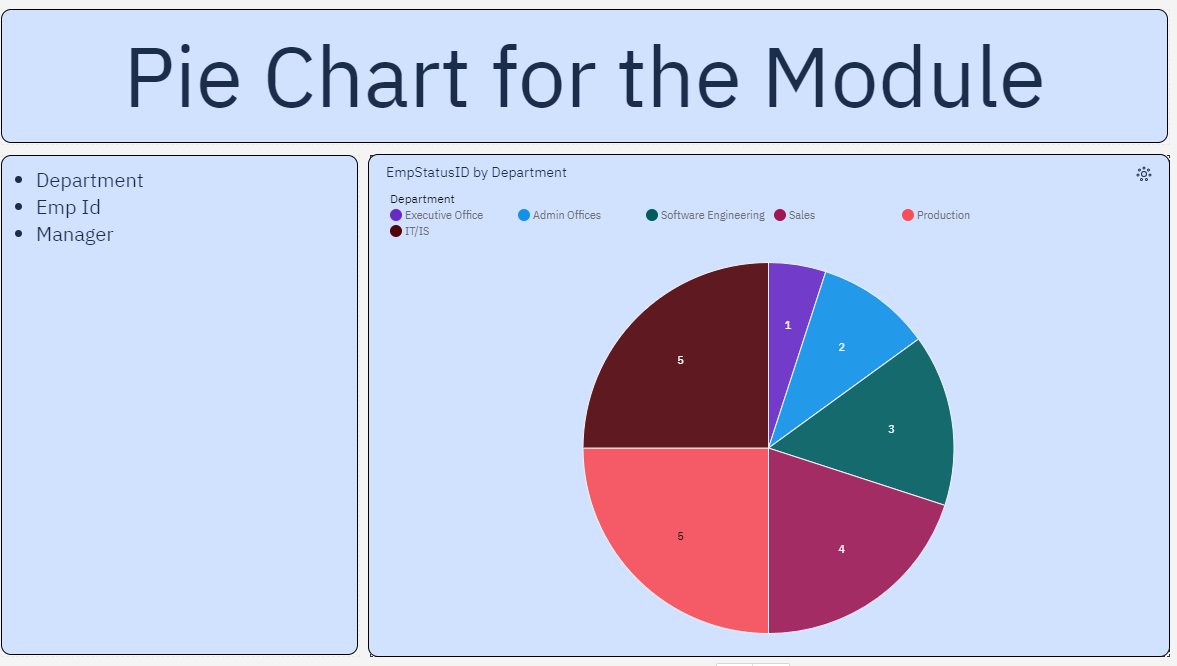 Pie Chart for the Module
Department
Emp Id
Manager
EmpStatusID by Department
Department
Executive Office Admin Offices Software Engineering Sales Production
IT/IS
1
2
5
3
5
4